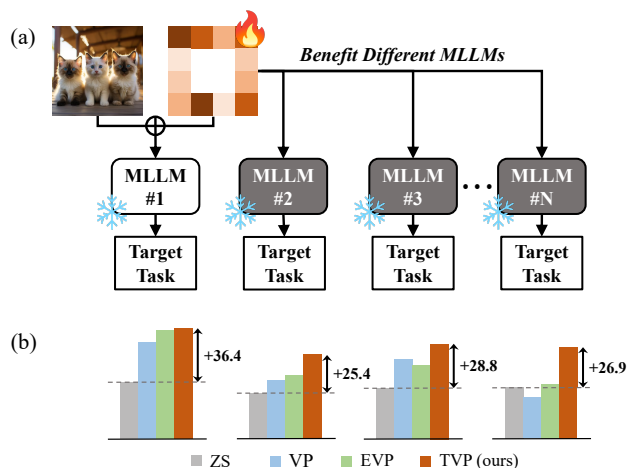 (a)
Benefit Different MLLMs
MLLM
#1
MLLM
#2
MLLM
#3
...
MLLM
#N
Target
Task
Target
Task
Target
Task
Target
Task
(b)
+36.4
+25.4
+28.8
+26.9
ZS
VP
EVP
TVP (ours)